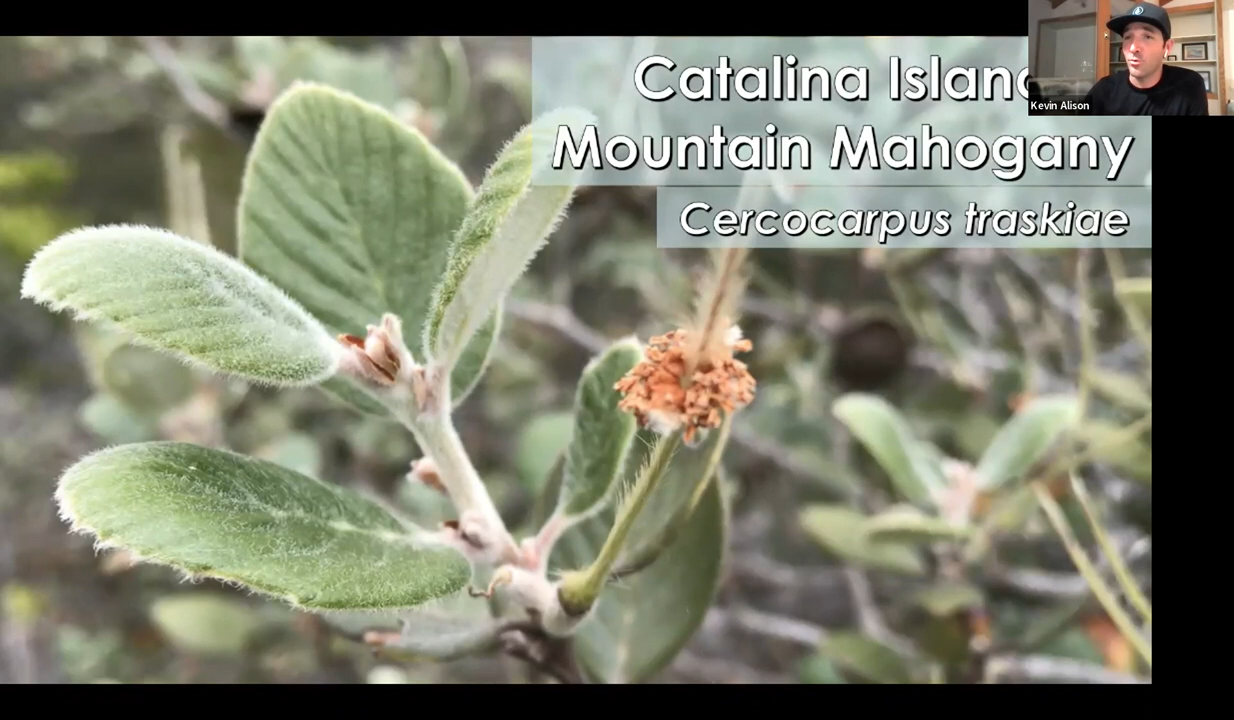 Catalina Islan
Mountain Mahogany
Cercocarpus traskiae
Kevin Alison